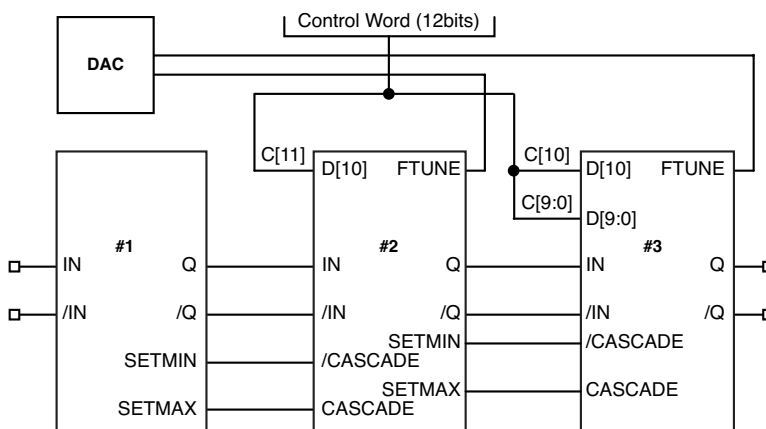 Control Word (12bits)
DAC
C[11]
D[10] FTUNE
C[10]
D[10] FTUNE
C[9:0]
D[9:0]
#1
#2
#3
IN Q
IN Q
IN Q
/IN /Q
/IN /Q
/IN /Q
SETMIN
/CASCADE
SETMIN
/CASCADE
SETMAX
CASCADE
SETMAX
CASCADE